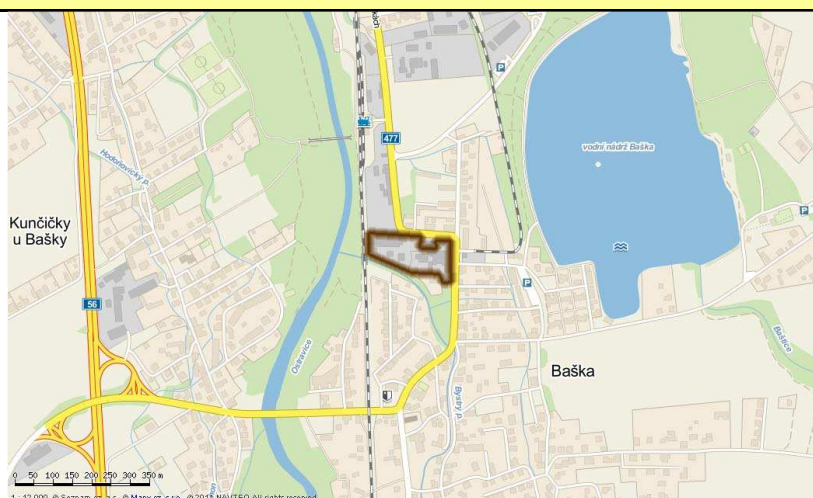 477
vodní nádrž Baška
Hodoňovický p.
P
Kunčičky
u Bašky
P
P
56
Ostravice
Baštice
Baška
Bystrý p.
0 50 100 150 200 250 300 350 m